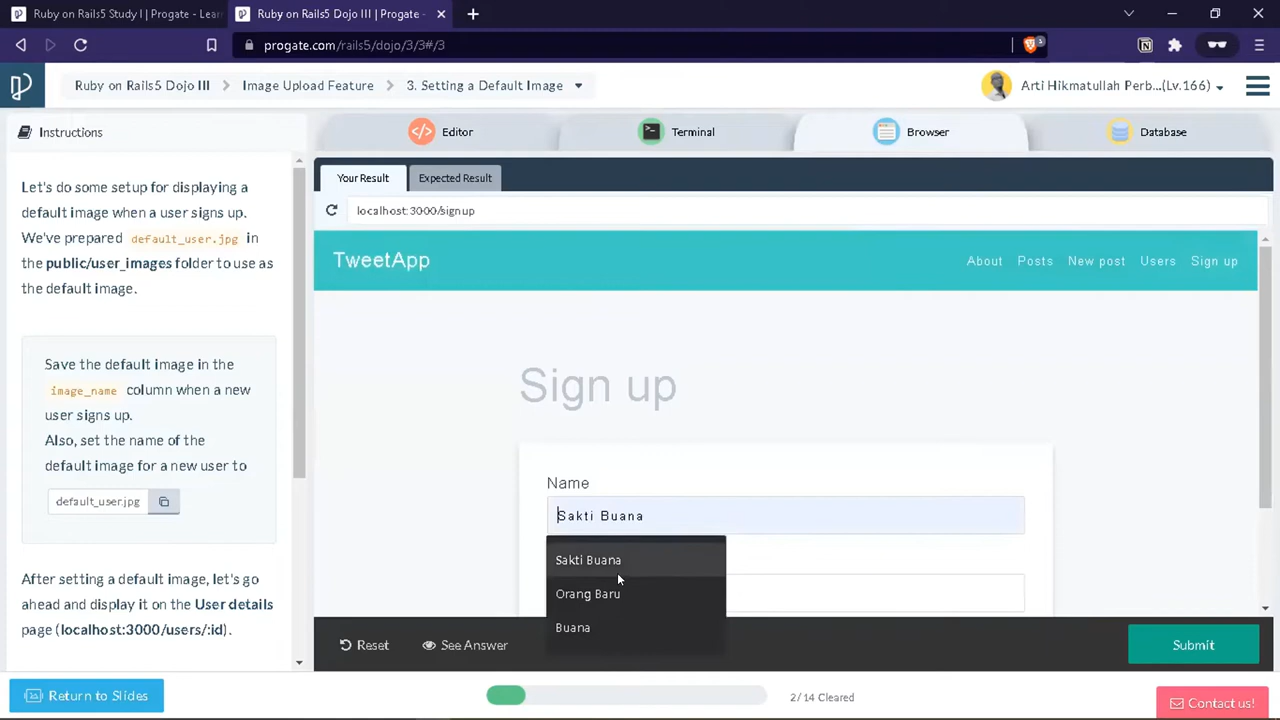 Ruby on Rails5 Study I | Progate - Lear
Ruby on Rails5 Dojo III | Progate -
progate.com/rails5/dojo/3/3#/3
Ruby on Rails5 Dojo III
Image Upload Feature
3. Setting a Default Image
Arti Hikmatullah Perb...(Lv.166)
Instructions
Editor
Terminal
Browser
Database
Let's do some setup for displaying a
default image when a user signs up.
We've prepared default_user.jpg in
the public/user_images folder to use as
the default image.
Save the default image in the
image_name column when a new
user signs up.
Also, set the name of the
default image for a new user to
default_user.jpg
After setting a default image, let's go
ahead and display it on the User details
page (localhost:3000/users/:id).
Your Result
Expected Result
localhost:3000/signup
TweetApp
About
Posts
New post
Users
Sign up
Sign up
Name
Sakti Buana
Sakti Buana
Orang Baru
Buana
Reset
See Answer
Submit
Return to Slides
2/14 Cleared
Contact us!